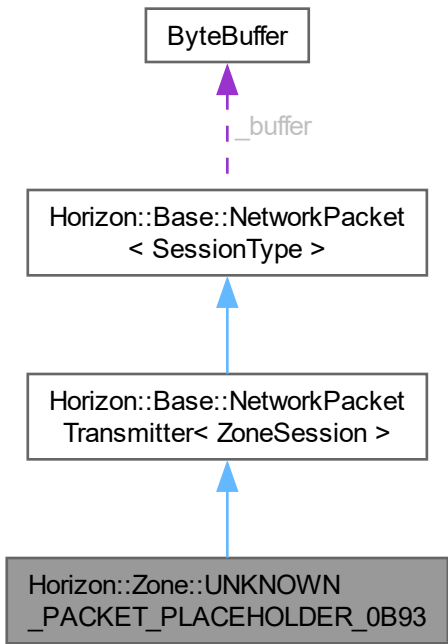 ByteBuffer
_buffer
Horizon::Base::NetworkPacket
< SessionType >
Horizon::Base::NetworkPacket
Transmitter< ZoneSession >
Horizon::Zone::UNKNOWN
_PACKET_PLACEHOLDER_0B93